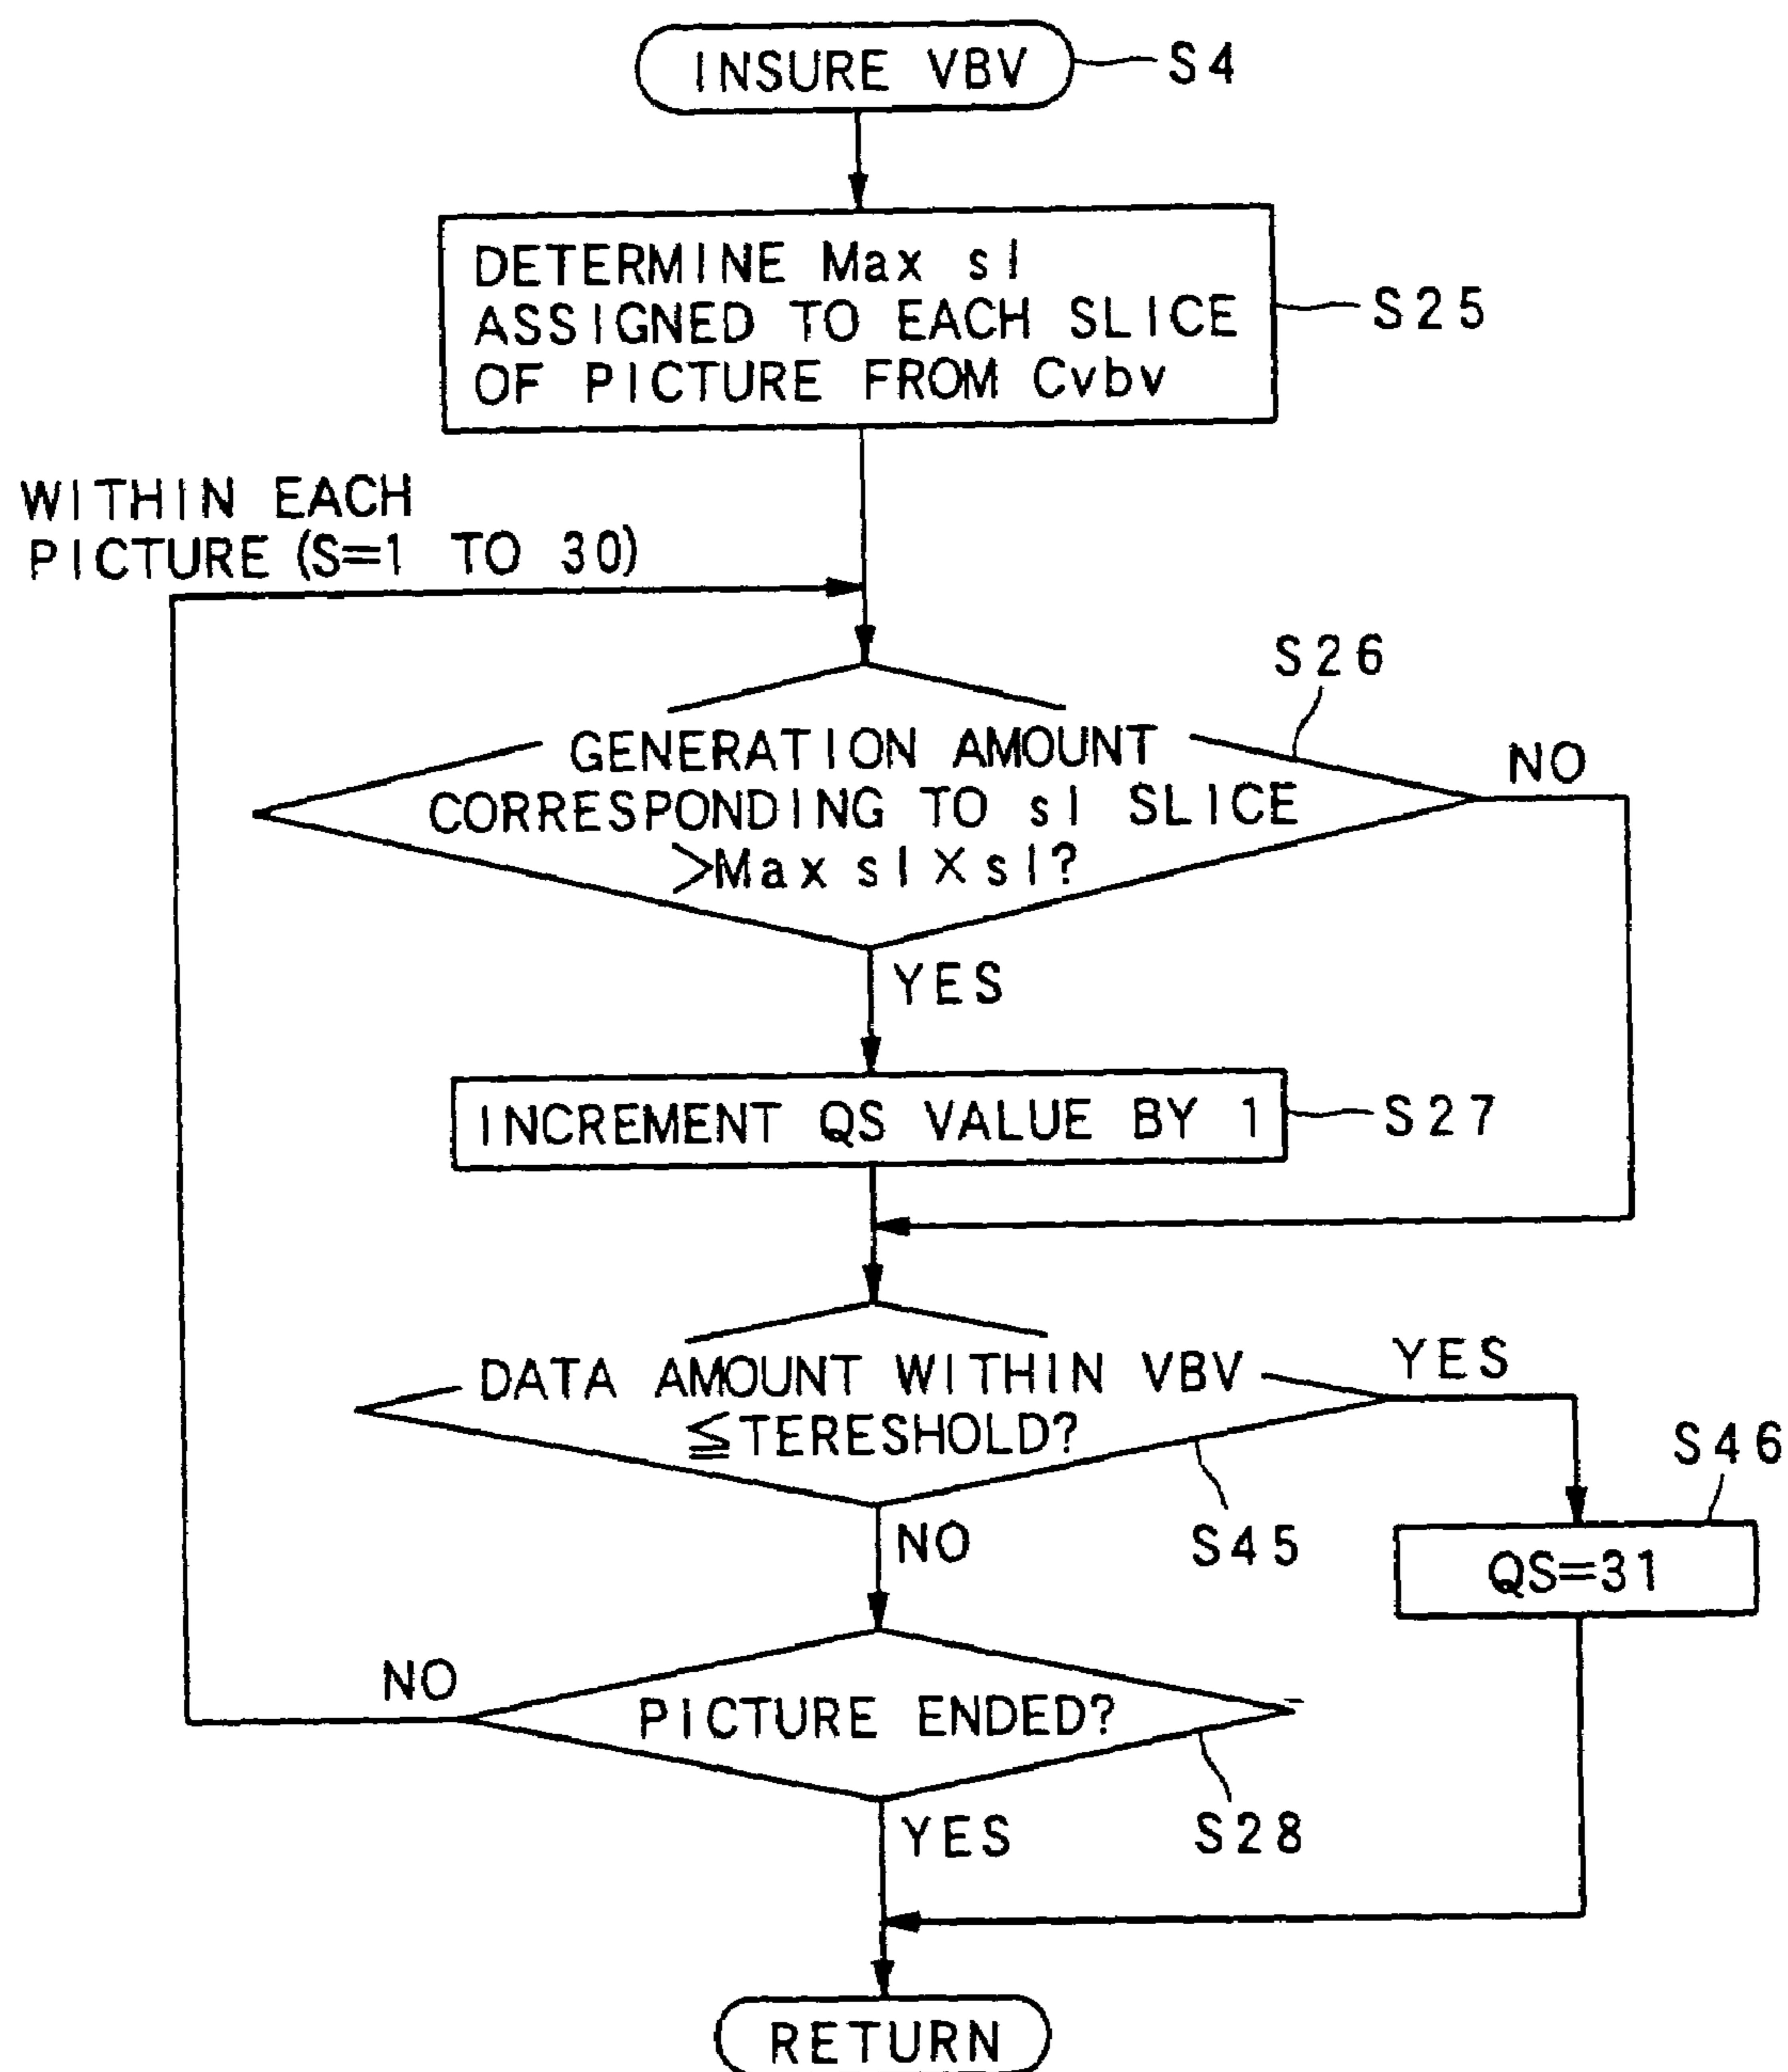 INSURE VBV
S4
DETERMINE Max sl
ASSIGNED TO EACH SLICE
OF PICTURE FROM Cvbv
S25
WITHIN EACH
PICTURE (S=1 TO 30)
S26
GENERATION AMOUNT
CORRESPONDING TO sl SLICE
>Max sl×sl?
NO
YES
INCREMENT QS VALUE BY 1
S27
DATA AMOUNT WITHIN VBV
≦TERESHOLD?
YES
S46
S45
NO
QS=31
NO
PICTURE ENDED?
YES
S28
RETURN